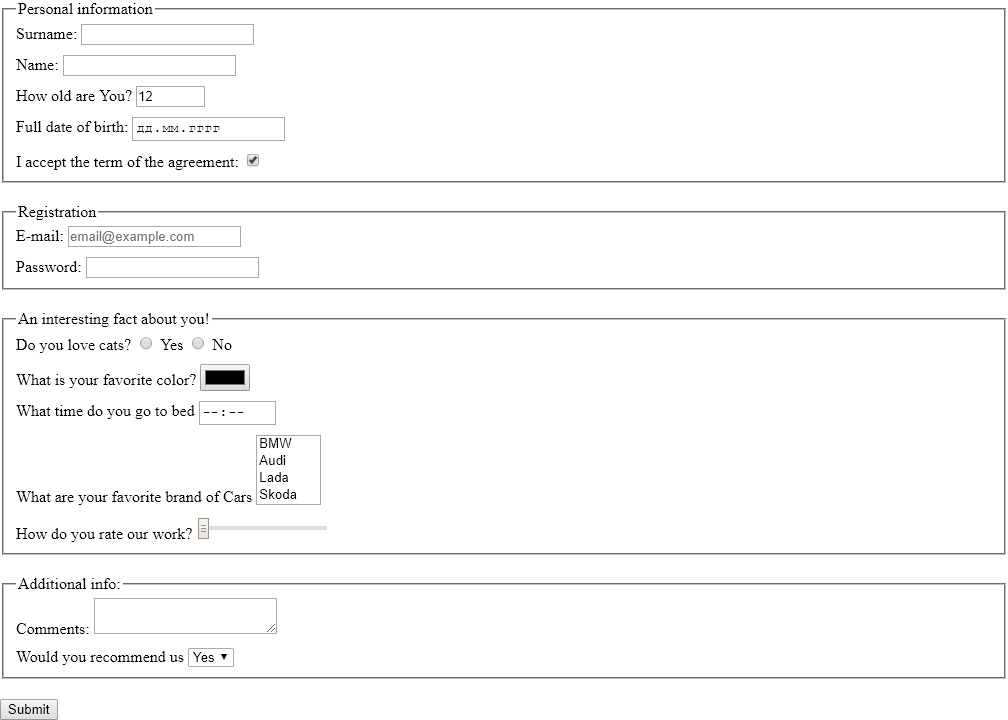 Personal information
Surname:
Name:
How old are You? 12
Full date of birth: дд.мм.гггг
I accept the term of the agreement:
Registration
E-mail: email@example.com
Password:
An interesting fact about you!
Do you love cats? Yes No
What is your favorite color?
What time do you go to bed --:--
BMW
Audi
Lada
Skoda
What are your favorite brand of Cars
How do you rate our work?
Additional info:
Comments:
Would you recommend us Yes
Submit